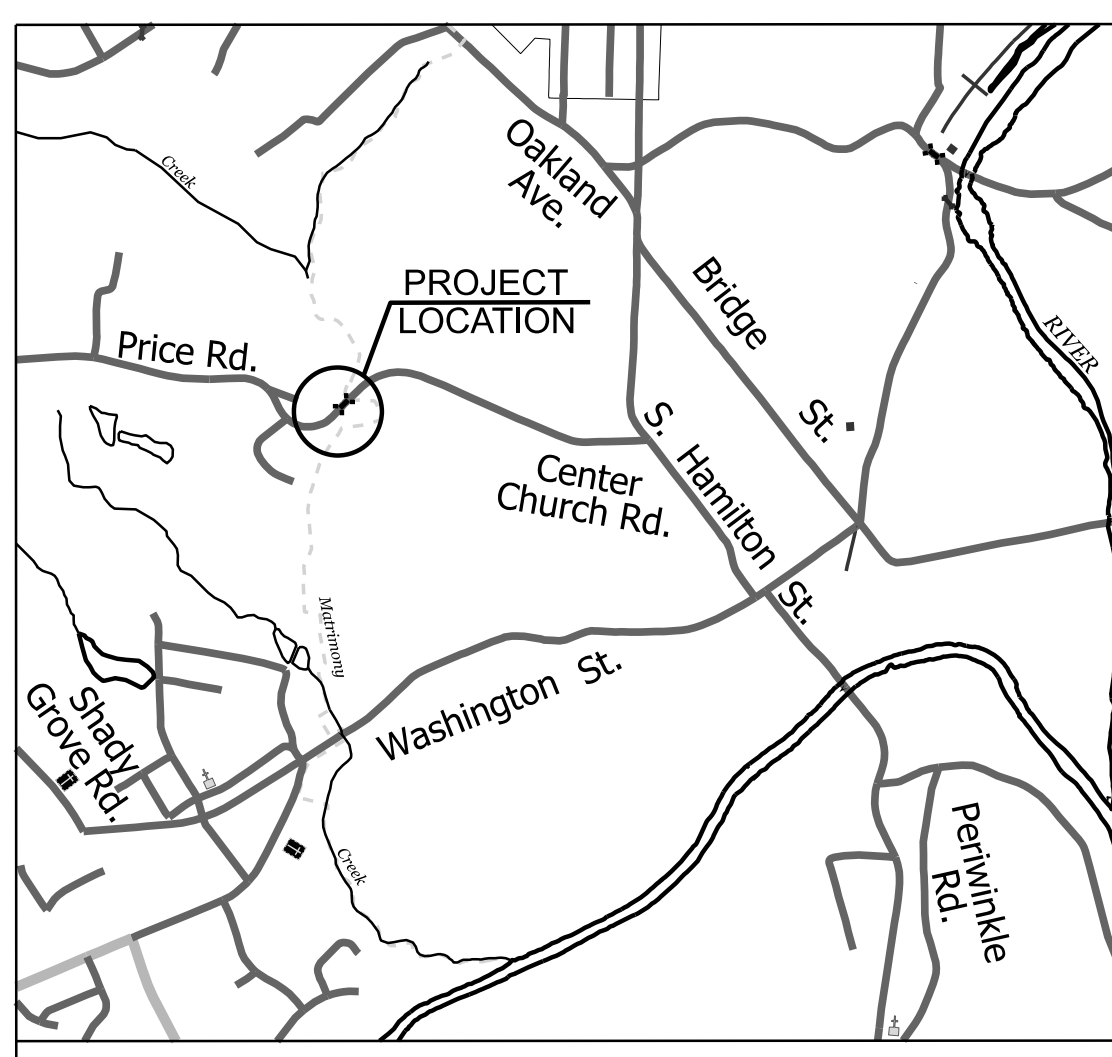 Oakland
Ave.
Creek
PROJECT
LOCATION
Bridge
St.
RIVER
Price Rd.
S. Hamilton
St.
Center
Church Rd.
Matrimony
Creek
Washington St.
Shady
Grove Rd.
Periwinkle
Rd.